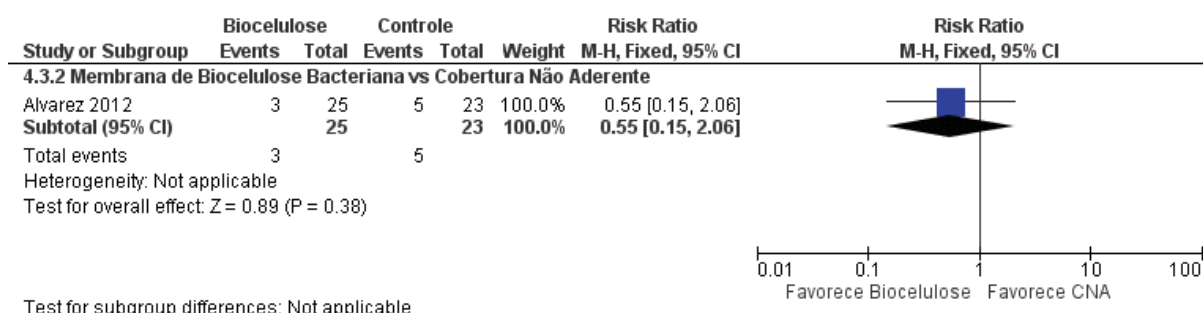 Biocelulose Controle Risk Ratio Risk Ratio
Study or Subgroup Events Total Events Total Weight M-H, Fixed, 95% CI M-H, Fixed, 95% CI
4.3.2 Membrana de Biocelulose Bacteriana vs Cobertura Não Aderente
Alvarez 2012 3 25 5 23 100.0% 0.55 [0.15, 2.06]
Subtotal (95% CI) 25 23 100.0% 0.55 [0.15, 2.06]
Total events 3 5
Heterogeneity: Not applicable
Test for overall effect: Z = 0.89 (P = 0.38)
0.01 0.1 1 10 100
Favorece Biocelulose Favorece CNA
Test for subgroup differences: Not applicable